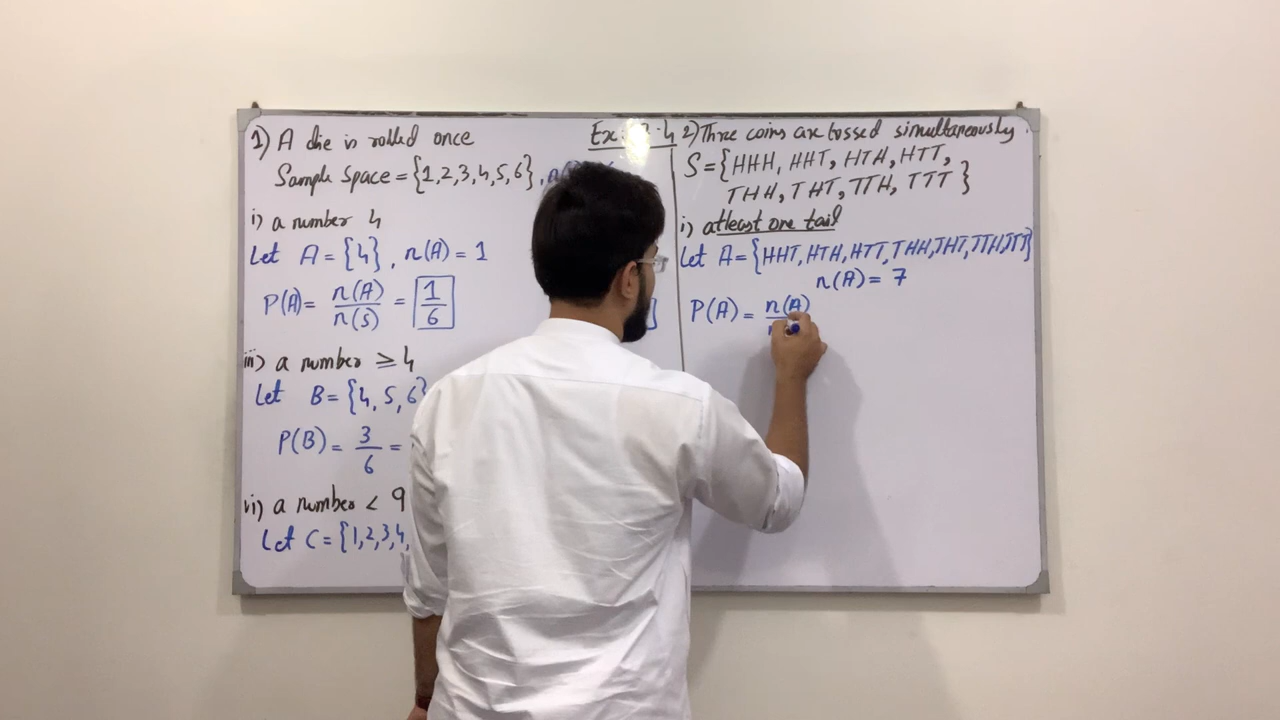 1) A die is rolled once
Sample Space = {1,2,3,4,5,6},
i) a number 4
Let A = {4}, n(A) = 1
P(A) = n(A)/n(S) = 1/6
iii) a number ≥ 4
Let B = {4, 5, 6}
P(B) = 3/6 =
vi) a number < 9
Let C = {1,2,3,4,
Ex:
2) Three coins are tossed simultaneously.
S = {HHH, HHT, HTH, HTT,
THH, THT, TTH, TTT }
i) atleast one tail
Let A = {HHT, HTH, HTT, THH, THT, TTH, TTT}
n(A) = 7
P(A) = n(A)